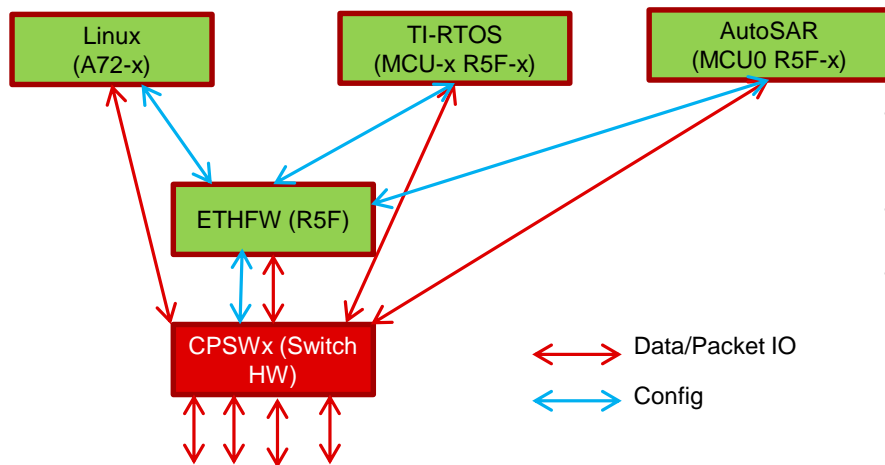 Linux
(A72-x)
TI-RTOS
(MCU-x R5F-x)
AutoSAR
(MCU0 R5F-x)
ETHFW (R5F)
CPSWx (Switch
HW)
Data/Packet IO
Config